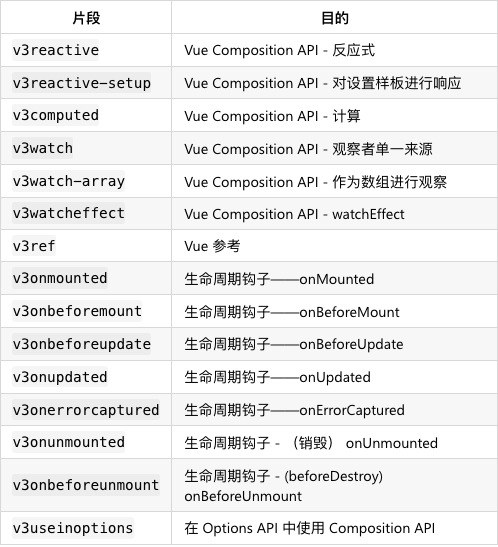 片段 目的
v3reactive Vue Composition API - 反应式
v3reactive-setup Vue Composition API - 对设置样板进行响应
v3computed Vue Composition API - 计算
v3watch Vue Composition API - 观察者单一来源
v3watch-array Vue Composition API - 作为数组进行观察
v3watcheffect Vue Composition API - watchEffect
v3ref Vue 参考
v3onmounted 生命周期钩子——onMounted
v3onbeforemount 生命周期钩子——onBeforeMount
v3onbeforeupdate 生命周期钩子——onBeforeUpdate
v3onupdated 生命周期钩子——onUpdated
v3onerrorcaptured 生命周期钩子——onErrorCaptured
v3onunmounted 生命周期钩子 - （销毁） onUnmounted
v3onbeforeunmount 生命周期钩子 - (beforeDestroy)
onBeforeUnmount
v3useinoptions 在 Options API 中使用 Composition API